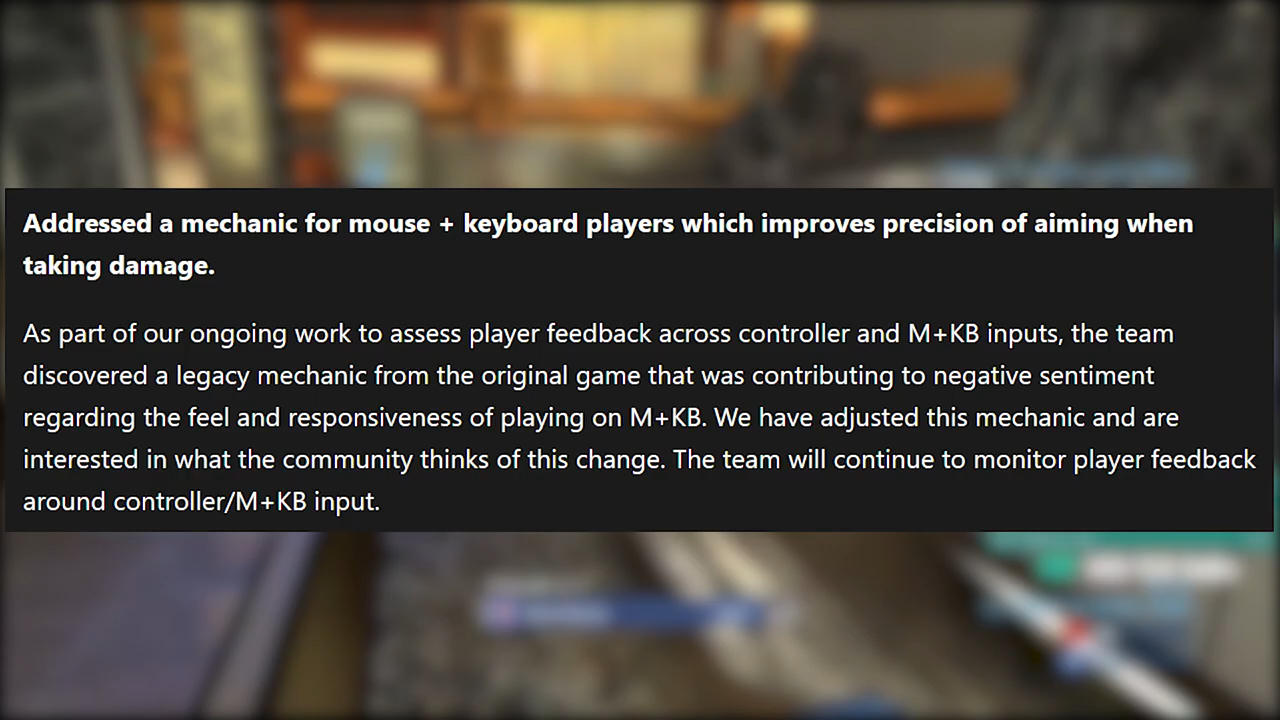 Addressed a mechanic for mouse + keyboard players which improves precision of aiming when
taking damage.
As part of our ongoing work to assess player feedback across controller and M+KB inputs, the team
discovered a legacy mechanic from the original game that was contributing to negative sentiment
regarding the feel and responsiveness of playing on M+KB. We have adjusted this mechanic and are
interested in what the community thinks of this change. The team will continue to monitor player feedback
around controller/M+KB input.